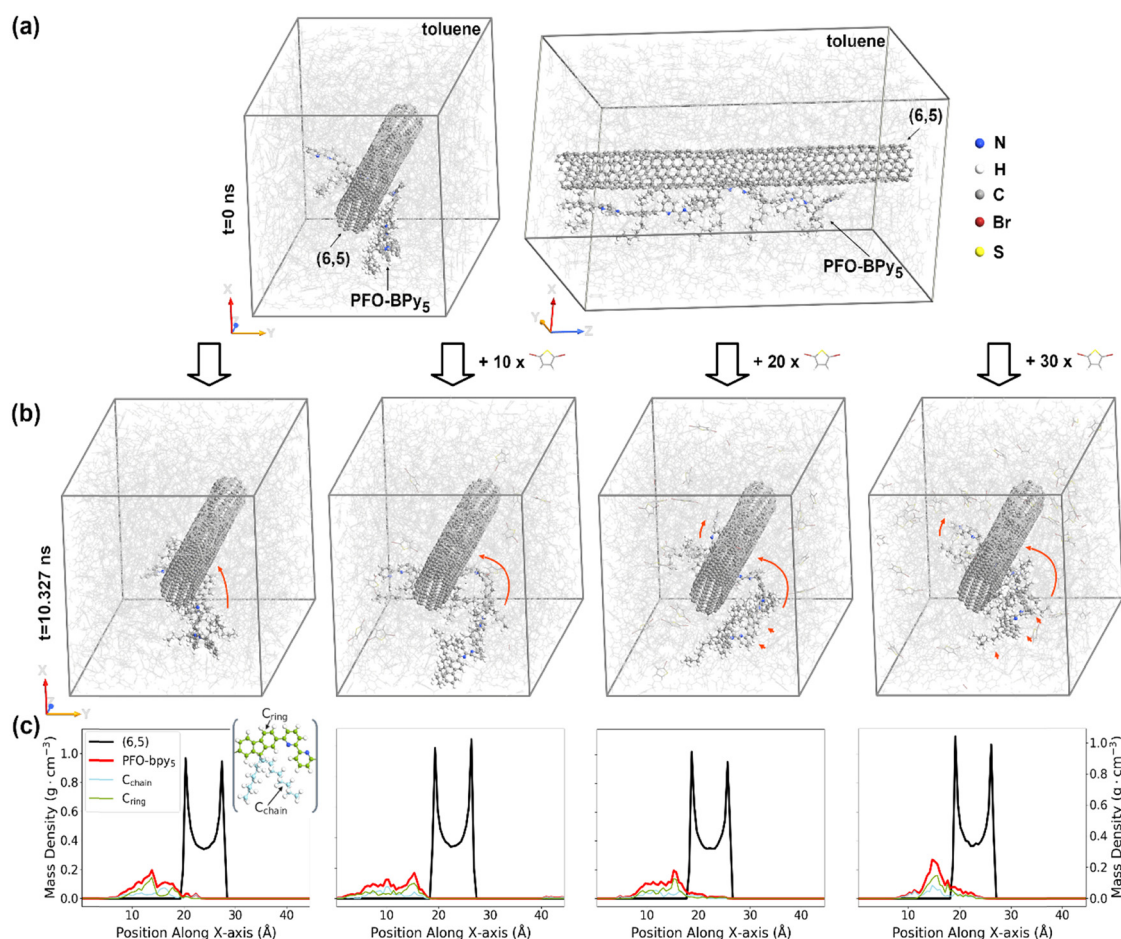 (a)
toluene
toluene
(6,5)
N
H
C
Br
S
t=0 ns
(6,5)
PFO-BPy5
PFO-BPy5
X
Y
X
Y
Z
+ 10 x
+ 20 x
+ 30 x
(b)
t=10.327 ns
X
Y
(c)
Mass Density (g · cm−3)
1.0
0.8
0.6
0.4
0.2
0.0
(6,5)
PFO-bpy5
Cchain
Cring
Cring
Cchain
1.0
0.8
0.6
0.4
0.2
0.0
Mass Density (g · cm−3)
10 20 30 40
10 20 30 40
10 20 30 40
10 20 30 40
Position Along X-axis (Å)
Position Along X-axis (Å)
Position Along X-axis (Å)
Position Along X-axis (Å)